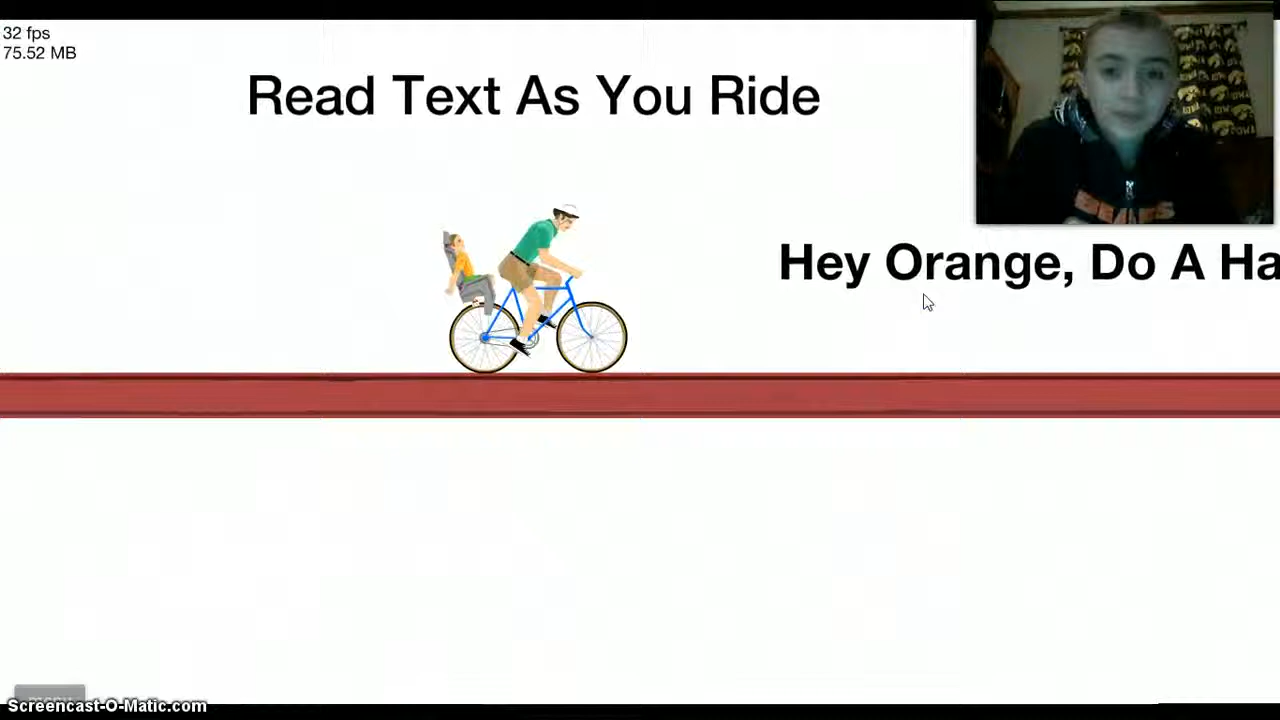 32 fps
75.52 MB
Read Text As You Ride
Hey Orange, Do A Ha
Screencast-O-Matic.com